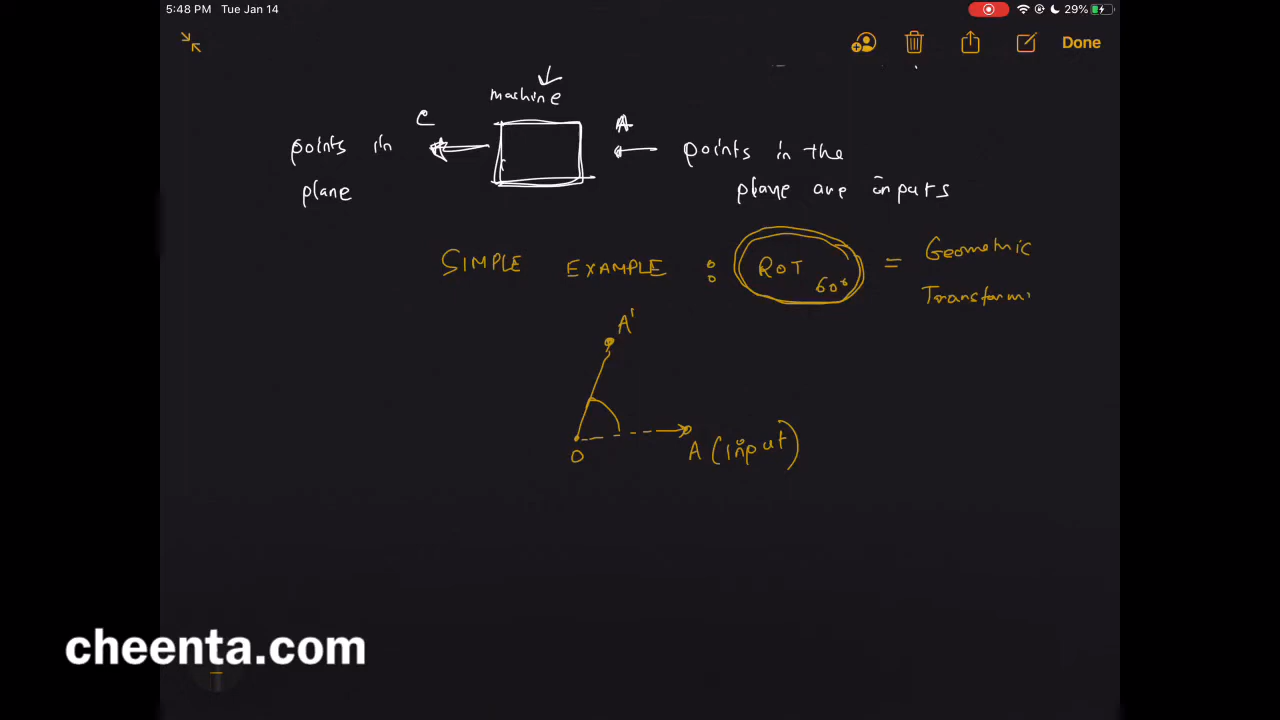 5:48 PM Tue Jan 14
29%
Done
machine
C
A
points in
plane
points in the
plane are inputs
SIMPLE EXAMPLE : ROT 60° = Geometric
Transform
A'
O
A (input)
cheenta.com